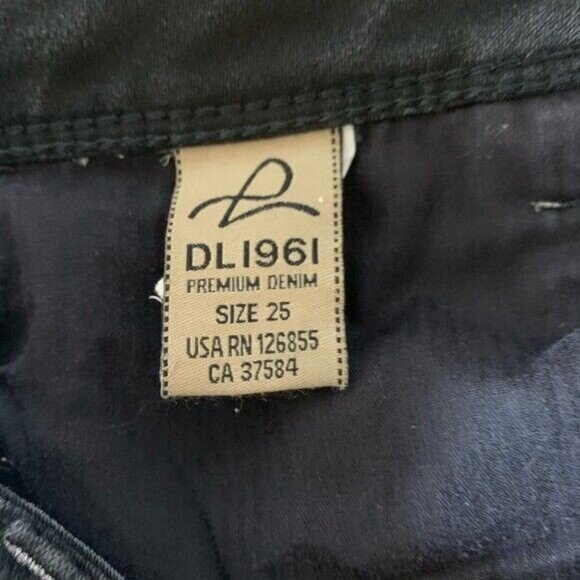 DL1961
PREMIUM DENIM
SIZE 25
USA RN 126855
CA 37584